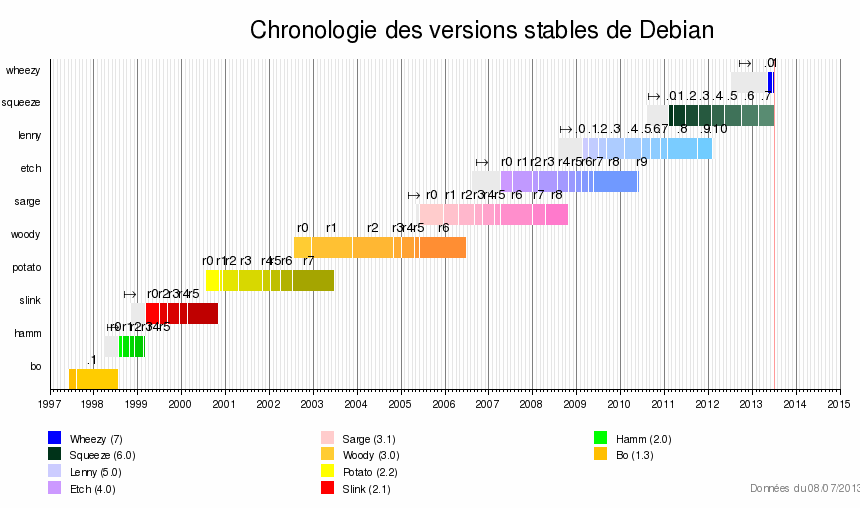 Chronologie des versions stables de Debian
wheezy
↦ .0 1
squeeze
↦ .0 .1 .2 .3 .4 .5 .6 .7
lenny
↦ .0 .1 .2 .3 .4 .5 .6 .7 .8 .9 .10
etch
↦ r0 r1 r2 r3 r4 r5 r6 r7 r8 r9
sarge
↦ r0 r1 r2 r3 r4 r5 r6 r7 r8
woody
r0 r1 r2 r3 r4 r5 r6
potato
r0 r1 r2 r3 r4 r5 r6 r7
slink
↦ r0 r2 r3 r4 r5
hamm
↦ r0 r1 r2 r3 r4 r5
bo
.1
1997 1998 1999 2000 2001 2002 2003 2004 2005 2006 2007 2008 2009 2010 2011 2012 2013 2014 2015
Wheezy (7)
Squeeze (6.0)
Lenny (5.0)
Etch (4.0)
Sarge (3.1)
Woody (3.0)
Potato (2.2)
Slink (2.1)
Hamm (2.0)
Bo (1.3)
Données du 08/07/2013